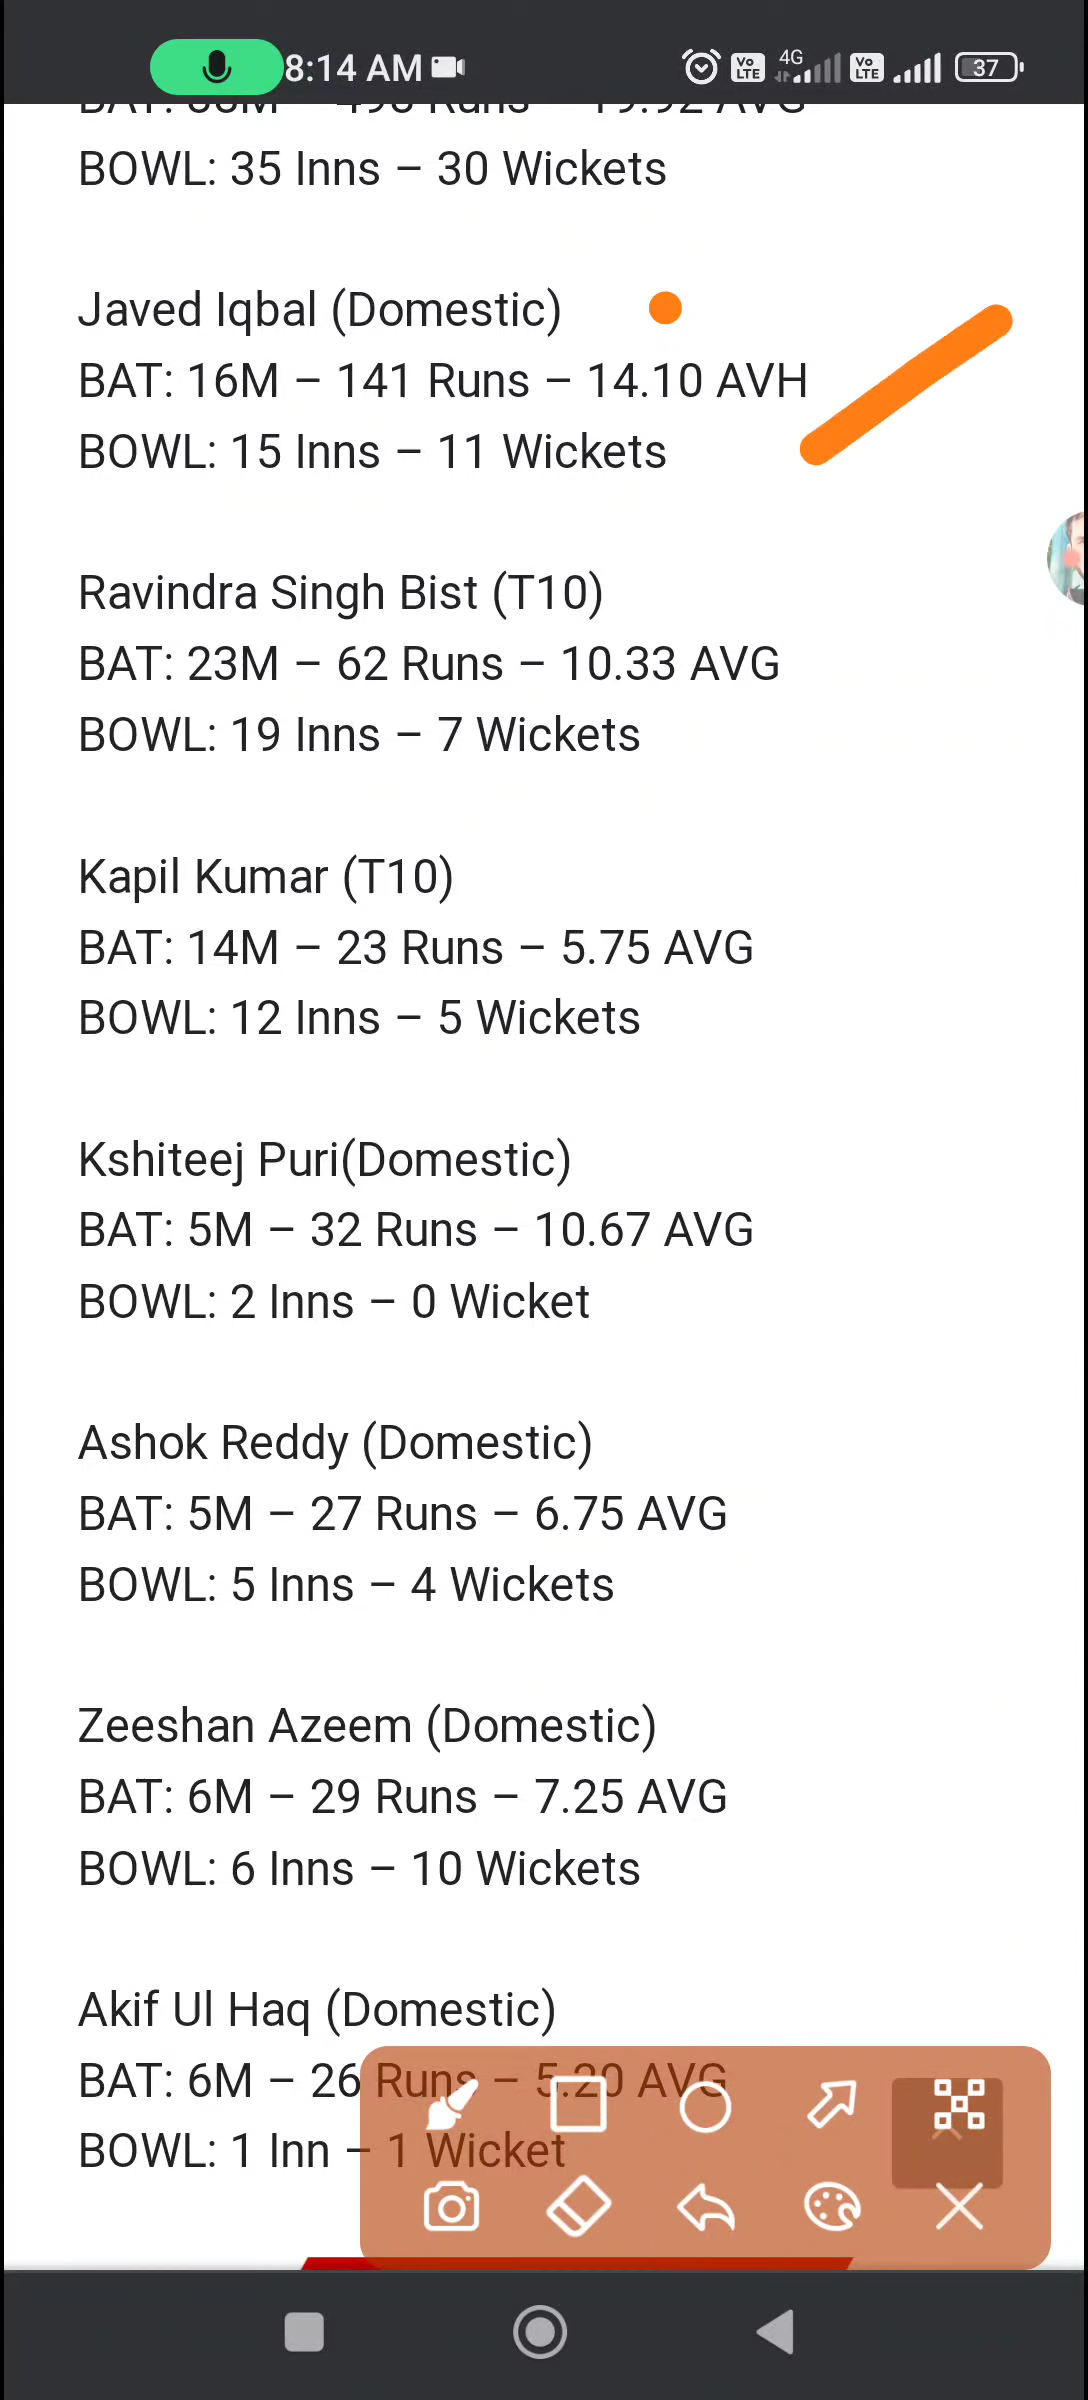 8:14 AM 4G Vo LTE Vo LTE 37
BOWL: 35 Inns – 30 Wickets
Javed Iqbal (Domestic)
BAT: 16M – 141 Runs – 14.10 AVH
BOWL: 15 Inns – 11 Wickets
Ravindra Singh Bist (T10)
BAT: 23M – 62 Runs – 10.33 AVG
BOWL: 19 Inns – 7 Wickets
Kapil Kumar (T10)
BAT: 14M – 23 Runs – 5.75 AVG
BOWL: 12 Inns – 5 Wickets
Kshiteej Puri(Domestic)
BAT: 5M – 32 Runs – 10.67 AVG
BOWL: 2 Inns – 0 Wicket
Ashok Reddy (Domestic)
BAT: 5M – 27 Runs – 6.75 AVG
BOWL: 5 Inns – 4 Wickets
Zeeshan Azeem (Domestic)
BAT: 6M – 29 Runs – 7.25 AVG
BOWL: 6 Inns – 10 Wickets
Akif Ul Haq (Domestic)
BAT: 6M – 26 Runs – 5.20 AVG
BOWL: 1 Inn – 1 Wicket